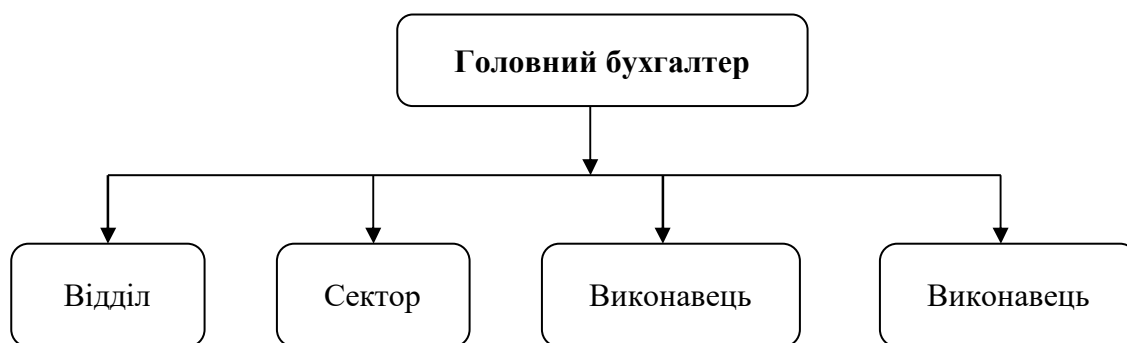 Головний бухгалтер
Відділ
Сектор
Виконавець
Виконавець